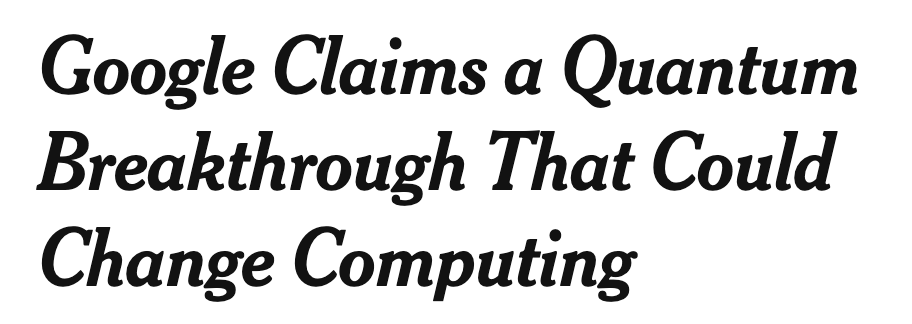 Google Claims a Quantum
Breakthrough That Could
Change Computing